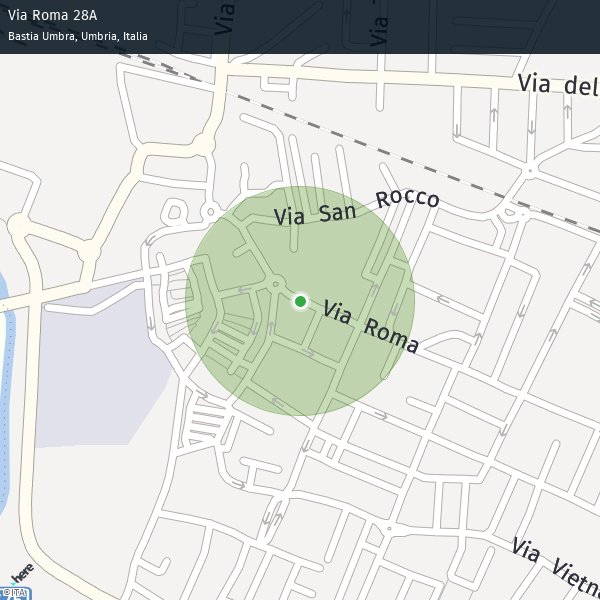 Via Roma 28A
Bastia Umbra, Umbria, Italia
Via
Via
Via del
Via San Rocco
Via Roma
Via Vietna
here
©ITA